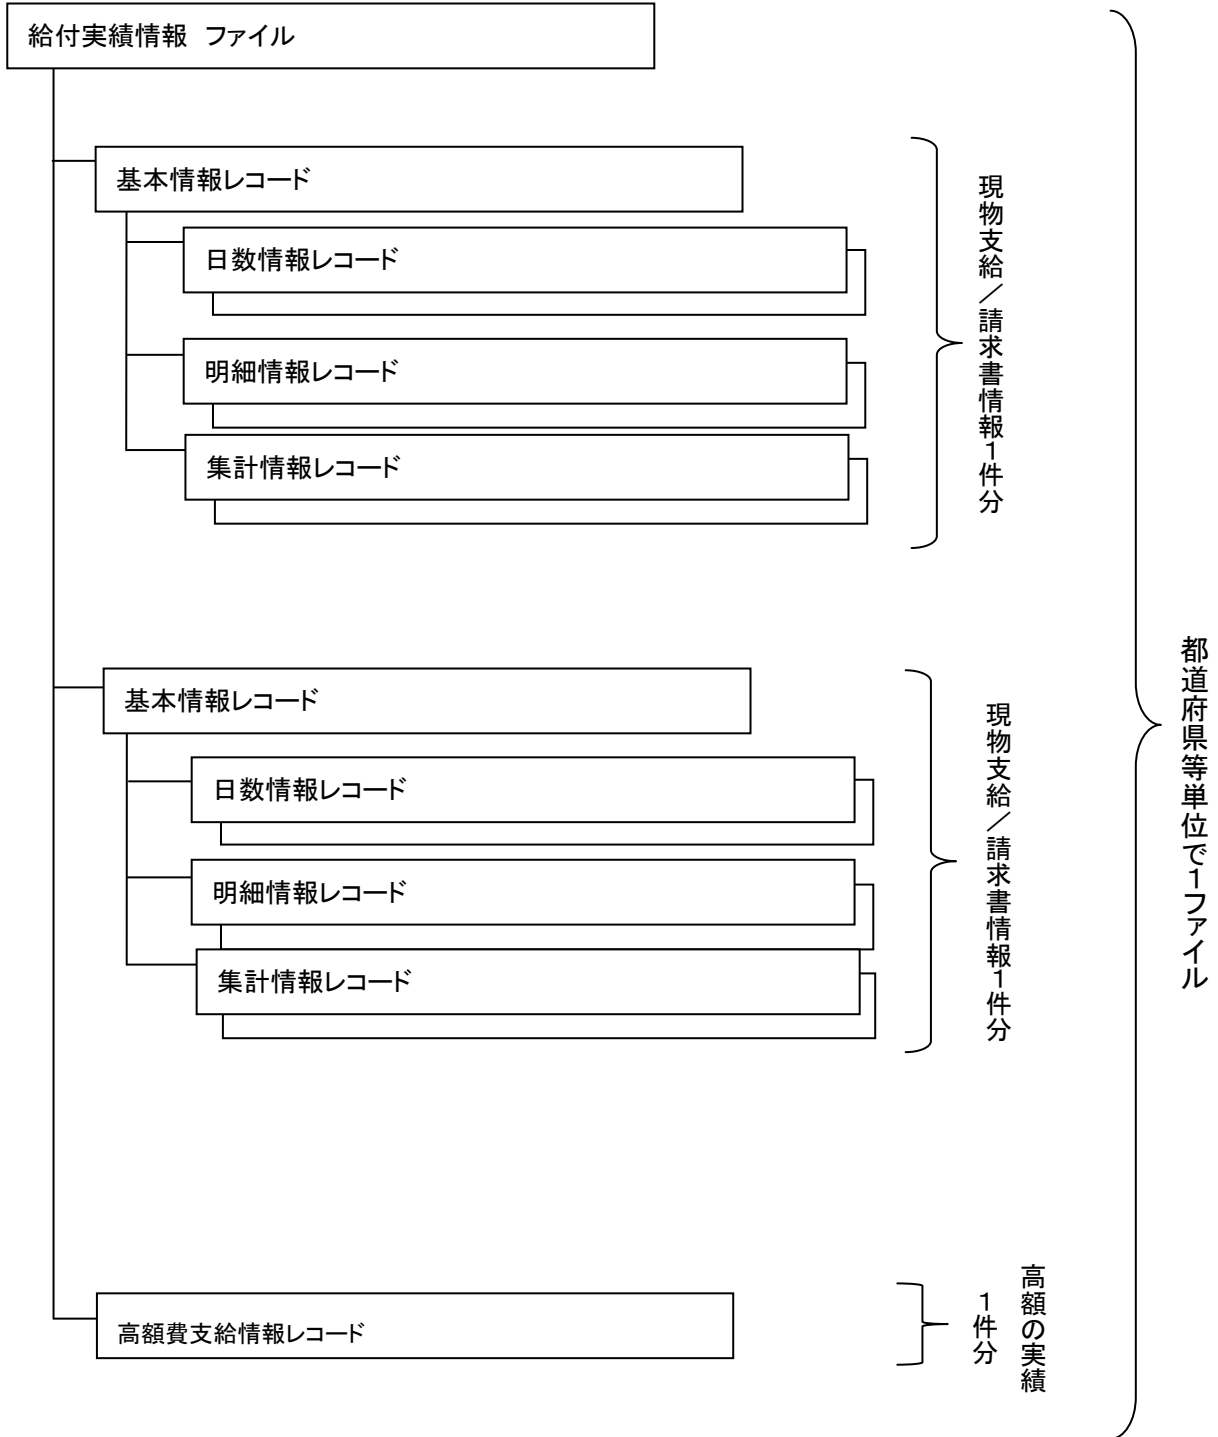 給付実績情報　ファイル
基本情報レコード
日数情報レコード
明細情報レコード
集計情報レコード
現物支給／請求書情報１件分
基本情報レコード
日数情報レコード
明細情報レコード
集計情報レコード
現物支給／請求書情報１件分
高額費支給情報レコード
高額の実績
１件分
都道府県等単位で１ファイル